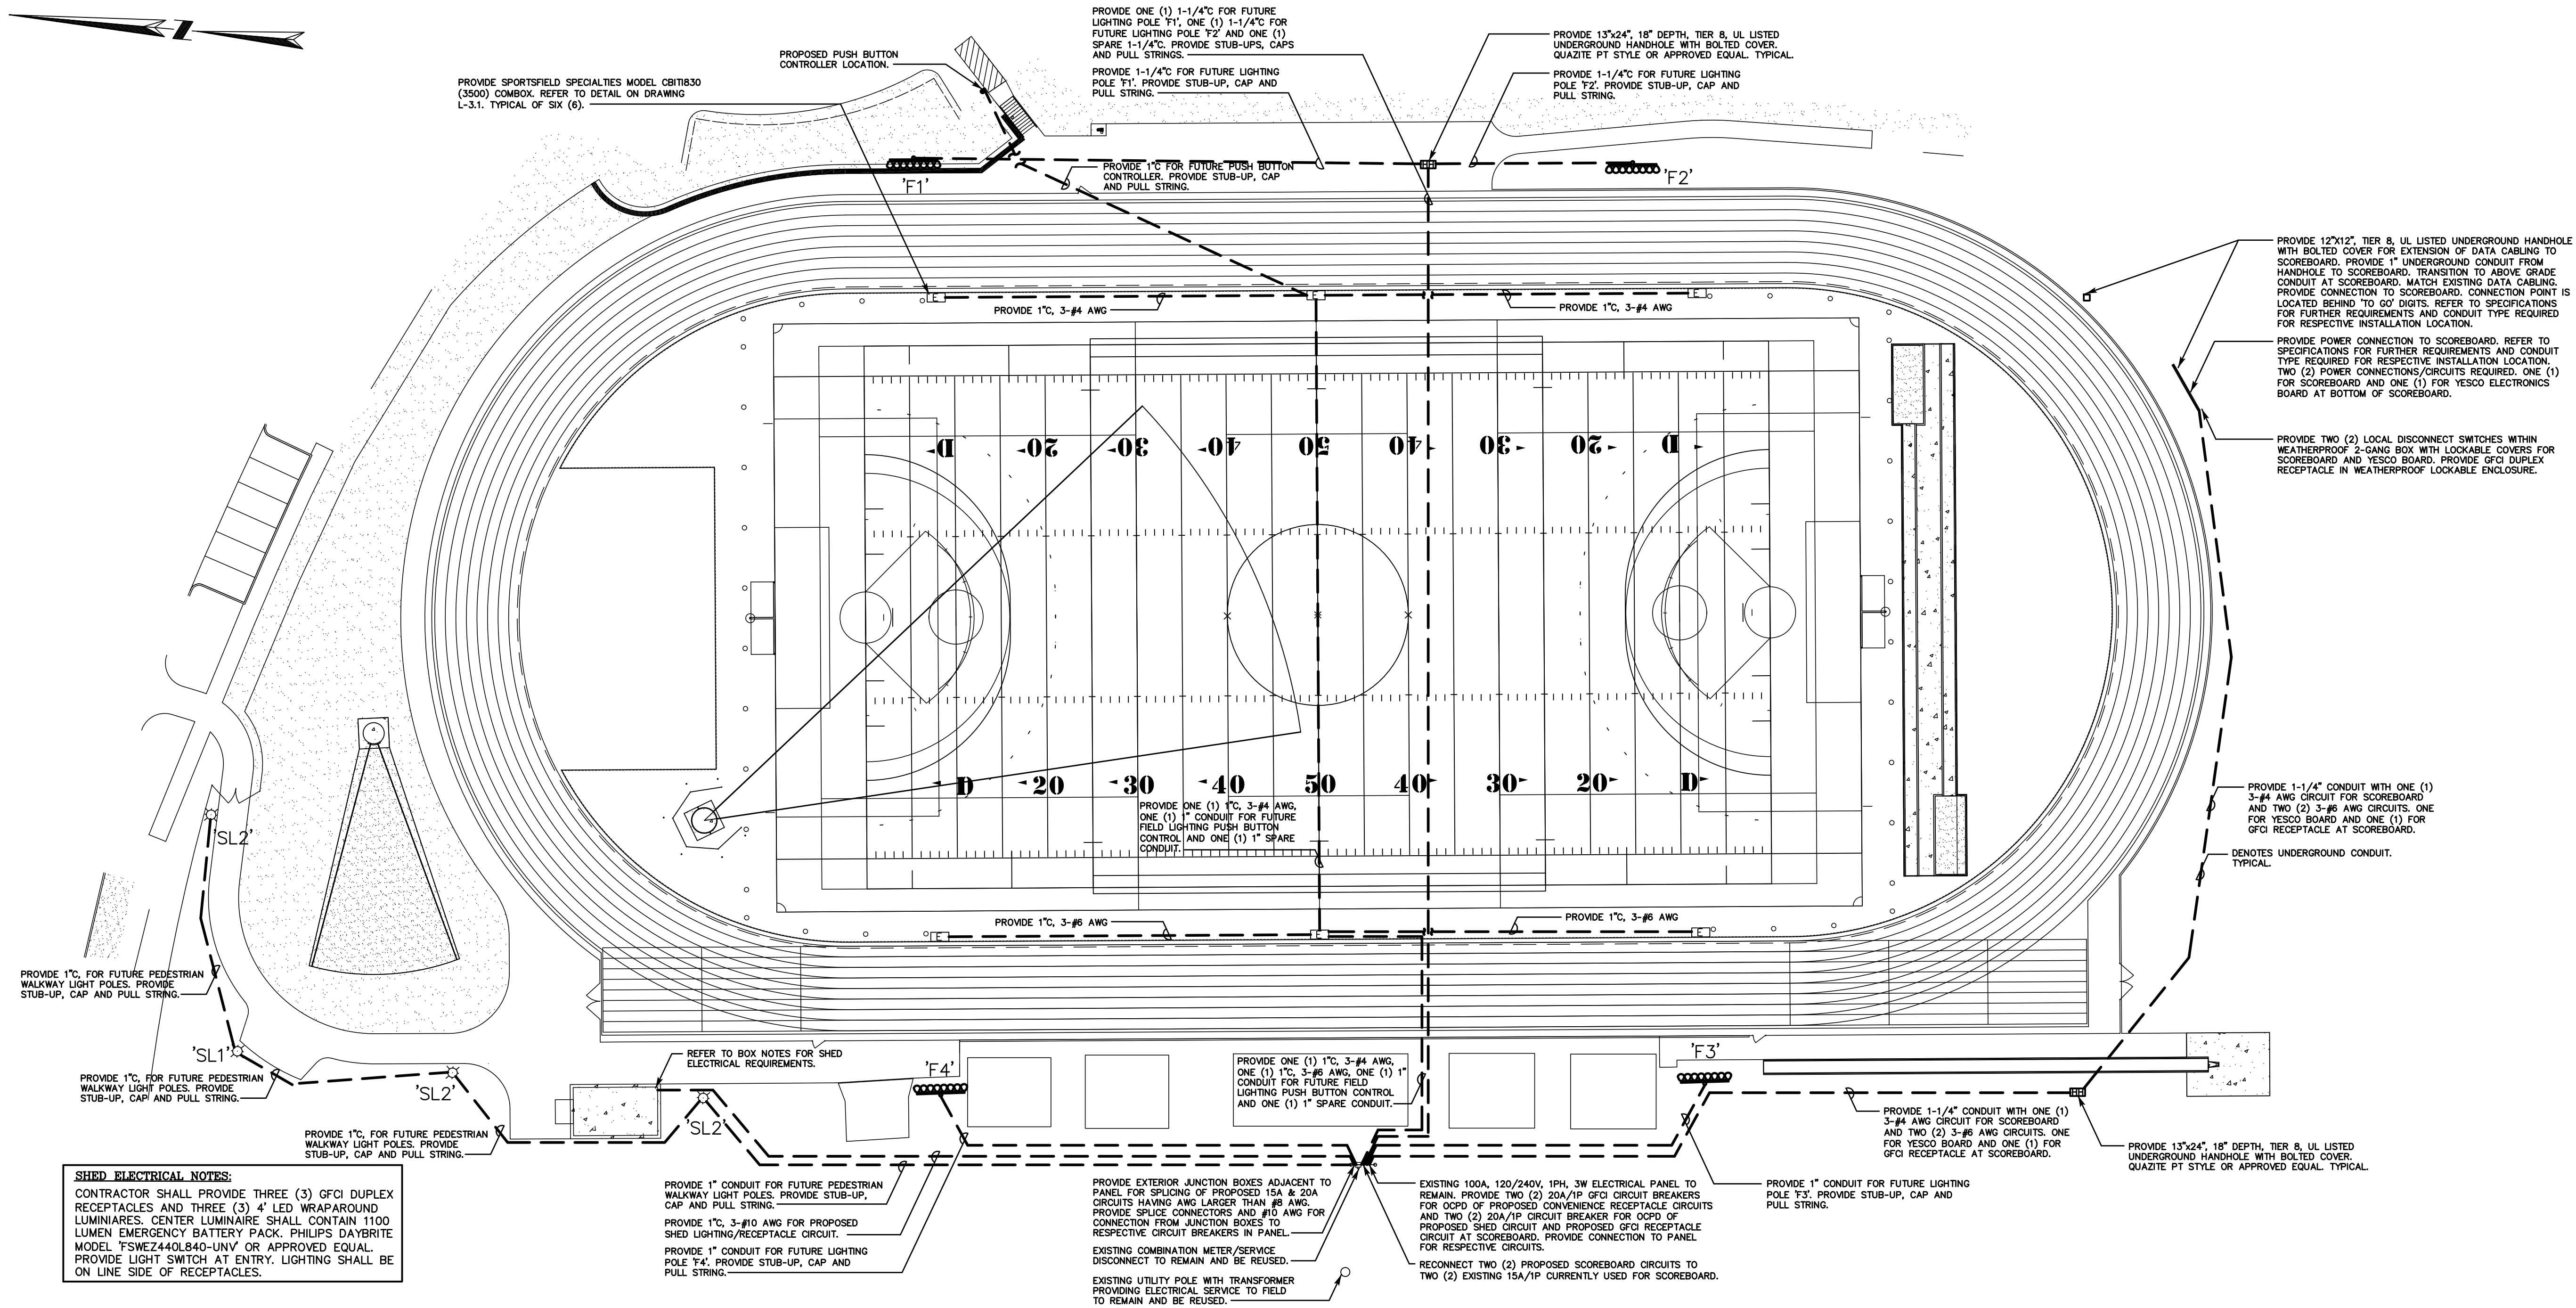 PROVIDE ONE (1) 1-1/4"C FOR FUTURE
LIGHTING POLE 'F1', ONE (1) 1-1/4"C FOR
FUTURE LIGHTING POLE 'F2' AND ONE (1)
SPARE 1-1/4"C. PROVIDE STUB-UPS, CAPS
AND PULL STRINGS.
PROVIDE 13"x24", 18" DEPTH, TIER 8, UL LISTED
UNDERGROUND HANDHOLE WITH BOLTED COVER.
QUAZITE PT STYLE OR APPROVED EQUAL. TYPICAL.
PROPOSED PUSH BUTTON
CONTROLLER LOCATION.
PROVIDE SPORTSFIELD SPECIALTIES MODEL CBITI830
(3500) COMBOX. REFER TO DETAIL ON DRAWING
L-3.1. TYPICAL OF SIX (6).
PROVIDE 1-1/4"C FOR FUTURE LIGHTING
POLE 'F1'. PROVIDE STUB-UP, CAP AND
PULL STRING.
PROVIDE 1-1/4"C FOR FUTURE LIGHTING
POLE 'F2'. PROVIDE STUB-UP, CAP AND
PULL STRING.
PROVIDE 1"C FOR FUTURE PUSH BUTTON
CONTROLLER. PROVIDE STUB-UP, CAP
AND PULL STRING.
'F1'
'F2'
PROVIDE 12"X12", TIER 8, UL LISTED UNDERGROUND HANDHOLE
WITH BOLTED COVER FOR EXTENSION OF DATA CABLING TO
SCOREBOARD. PROVIDE 1" UNDERGROUND CONDUIT FROM
HANDHOLE TO SCOREBOARD. TRANSITION TO ABOVE GRADE
CONDUIT AT SCOREBOARD. MATCH EXISTING DATA CABLING.
PROVIDE CONNECTION TO SCOREBOARD. CONNECTION POINT IS
LOCATED BEHIND 'TO GO' DIGITS. REFER TO SPECIFICATIONS
FOR FURTHER REQUIREMENTS AND CONDUIT TYPE REQUIRED
FOR RESPECTIVE INSTALLATION LOCATION.
E
E
E
PROVIDE 1"C, 3-#4 AWG
PROVIDE 1"C, 3-#4 AWG
PROVIDE POWER CONNECTION TO SCOREBOARD. REFER TO
SPECIFICATIONS FOR FURTHER REQUIREMENTS AND CONDUIT
TYPE REQUIRED FOR RESPECTIVE INSTALLATION LOCATION.
TWO (2) POWER CONNECTIONS/CIRCUITS REQUIRED. ONE (1)
FOR SCOREBOARD AND ONE (1) FOR YESCO ELECTRONICS
BOARD AT BOTTOM OF SCOREBOARD.
PROVIDE TWO (2) LOCAL DISCONNECT SWITCHES WITHIN
WEATHERPROOF 2-GANG BOX WITH LOCKABLE COVERS FOR
SCOREBOARD AND YESCO BOARD. PROVIDE GFCI DUPLEX
RECEPTACLE IN WEATHERPROOF LOCKABLE ENCLOSURE.
D 20 30 40 50 40 30 20 D
D 20 30 40 50 40 30 20 D
PROVIDE ONE (1) 1"C, 3-#4 AWG,
ONE (1) 1" CONDUIT FOR FUTURE
FIELD LIGHTING PUSH BUTTON
CONTROL AND ONE (1) 1" SPARE
CONDUIT.
PROVIDE 1-1/4" CONDUIT WITH ONE (1)
3-#4 AWG CIRCUIT FOR SCOREBOARD
AND TWO (2) 3-#6 AWG CIRCUITS. ONE
FOR YESCO BOARD AND ONE (1) FOR
GFCI RECEPTACLE AT SCOREBOARD.
DENOTES UNDERGROUND CONDUIT.
TYPICAL.
'SL2'
PROVIDE 1"C, 3-#6 AWG
PROVIDE 1"C, 3-#6 AWG
E
E
E
PROVIDE 1"C, FOR FUTURE PEDESTRIAN
WALKWAY LIGHT POLES. PROVIDE
STUB-UP, CAP AND PULL STRING.
'SL1'
PROVIDE 1"C, FOR FUTURE PEDESTRIAN
WALKWAY LIGHT POLES. PROVIDE
STUB-UP, CAP AND PULL STRING.
'SL2'
REFER TO BOX NOTES FOR SHED
ELECTRICAL REQUIREMENTS.
'SL2'
'F4'
PROVIDE ONE (1) 1"C, 3-#4 AWG,
ONE (1) 1"C, 3-#6 AWG, ONE (1) 1"
CONDUIT FOR FUTURE FIELD
LIGHTING PUSH BUTTON CONTROL
AND ONE (1) 1" SPARE CONDUIT.
'F3'
PROVIDE 1-1/4" CONDUIT WITH ONE (1)
3-#4 AWG CIRCUIT FOR SCOREBOARD
AND TWO (2) 3-#6 AWG CIRCUITS. ONE
FOR YESCO BOARD AND ONE (1) FOR
GFCI RECEPTACLE AT SCOREBOARD.
PROVIDE 13"x24", 18" DEPTH, TIER 8, UL LISTED
UNDERGROUND HANDHOLE WITH BOLTED COVER.
QUAZITE PT STYLE OR APPROVED EQUAL. TYPICAL.
PROVIDE 1"C, FOR FUTURE PEDESTRIAN
WALKWAY LIGHT POLES. PROVIDE
STUB-UP, CAP AND PULL STRING.
SHED ELECTRICAL NOTES:
CONTRACTOR SHALL PROVIDE THREE (3) GFCI DUPLEX
RECEPTACLES AND THREE (3) 4' LED WRAPAROUND
LUMINIARES. CENTER LUMINAIRE SHALL CONTAIN 1100
LUMEN EMERGENCY BATTERY PACK. PHILIPS DAYBRITE
MODEL 'FSWEZ440L840-UNV' OR APPROVED EQUAL.
PROVIDE LIGHT SWITCH AT ENTRY. LIGHTING SHALL BE
ON LINE SIDE OF RECEPTACLES.
PROVIDE 1" CONDUIT FOR FUTURE PEDESTRIAN
WALKWAY LIGHT POLES. PROVIDE STUB-UP,
CAP AND PULL STRING.
PROVIDE 1"C, 3-#10 AWG FOR PROPOSED
SHED LIGHTING/RECEPTACLE CIRCUIT.
PROVIDE 1" CONDUIT FOR FUTURE LIGHTING
POLE 'F4'. PROVIDE STUB-UP, CAP AND
PULL STRING.
PROVIDE EXTERIOR JUNCTION BOXES ADJACENT TO
PANEL FOR SPLICING OF PROPOSED 15A & 20A
CIRCUITS HAVING AWG LARGER THAN #8 AWG.
PROVIDE SPLICE CONNECTORS AND #10 AWG FOR
CONNECTION FROM JUNCTION BOXES TO
RESPECTIVE CIRCUIT BREAKERS IN PANEL.
EXISTING COMBINATION METER/SERVICE
DISCONNECT TO REMAIN AND BE REUSED.
EXISTING UTILITY POLE WITH TRANSFORMER
PROVIDING ELECTRICAL SERVICE TO FIELD
TO REMAIN AND BE REUSED.
EXISTING 100A, 120/240V, 1PH, 3W ELECTRICAL PANEL TO
REMAIN. PROVIDE TWO (2) 20A/1P GFCI CIRCUIT BREAKERS
FOR OCPD OF PROPOSED CONVENIENCE RECEPTACLE CIRCUITS
AND TWO (2) 20A/1P CIRCUIT BREAKER FOR OCPD OF
PROPOSED SHED CIRCUIT AND PROPOSED GFCI RECEPTACLE
CIRCUIT AT SCOREBOARD. PROVIDE CONNECTION TO PANEL
FOR RESPECTIVE CIRCUITS.
RECONNECT TWO (2) PROPOSED SCOREBOARD CIRCUITS TO
TWO (2) EXISTING 15A/1P CURRENTLY USED FOR SCOREBOARD.
PROVIDE 1" CONDUIT FOR FUTURE LIGHTING
POLE 'F3'. PROVIDE STUB-UP, CAP AND
PULL STRING.